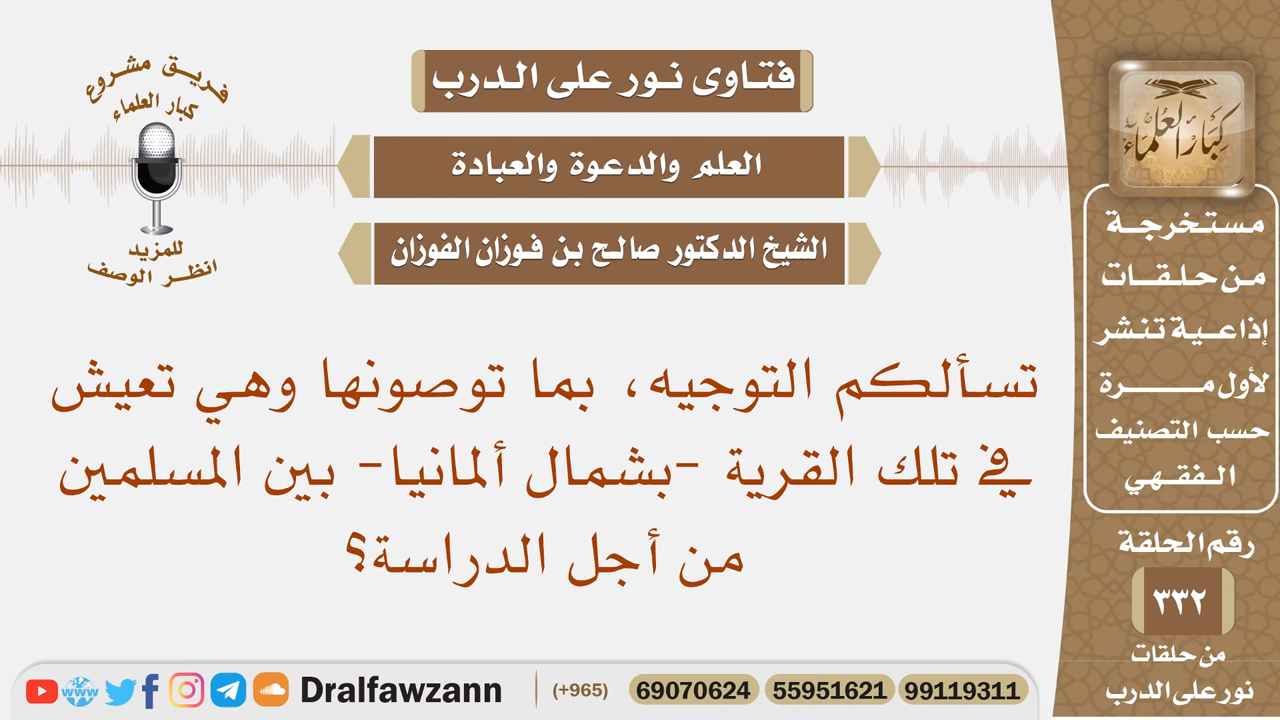 فتاوى نور على الدرب
العلم والدعوة والعبادة
الشيخ الدكتور صالح بن فوزان الفوزان
فريق مشروع
كبار العلماء
للمزيد
انظر الوصف
تسألكم التوجيه، بما توصونها وهي تعيش
في تلك القرية -بشمال ألمانيا- بين المسلمين
من أجل الدراسة؟
كبار العلماء
مستخرجة
من حلقات
إذاعية تنشر
لأول مرة
حسب التصنيف
الفقهي
رقم الحلقة
٣٣٢
من حلقات
نور على الدرب
www Dralfawzann (+965) 69070624 55951621 99119311